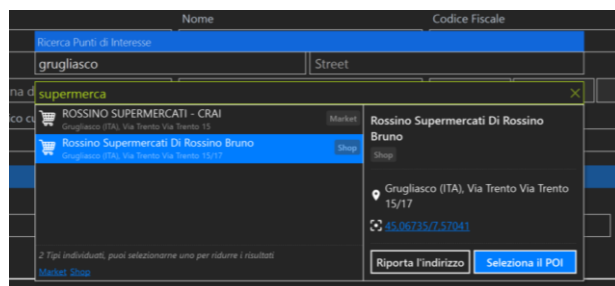 Nome Codice Fiscale
Ricerca Punti di Interesse
grugliasco Street
na d
supermerca
co cu
ROSSINO SUPERMERCATI - CRAI Market
Grugliasco (ITA), Via Trento Via Trento 15
Rossino Supermercati Di Rossino Bruno Shop
Grugliasco (ITA), Via Trento Via Trento 15/17
2 Tipi individuati, puoi selezionarne uno per ridurre i risultati
Market Shop
Rossino Supermercati Di Rossino
Bruno
Shop
Grugliasco (ITA), Via Trento Via Trento
15/17
45.06735/7.57041
Riporta l'indirizzo Seleziona il POI